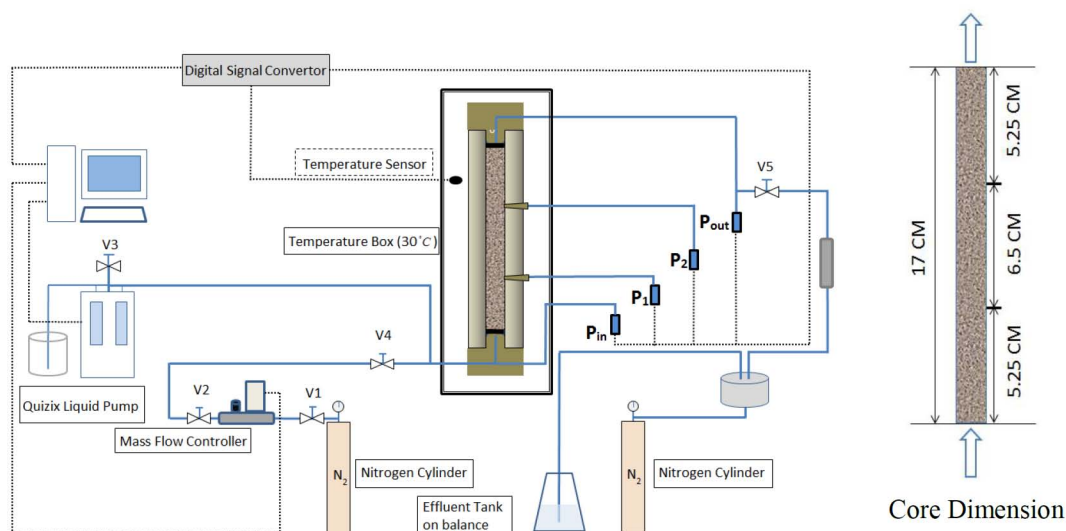 Digital Signal Convertor
Temperature Sensor
V5
Pout
V3
Temperature Box (30˚C)
P2
P1
Pin
V4
Quizix Liquid Pump
V2
V1
Mass Flow Controller
N2
Nitrogen Cylinder
N2
Nitrogen Cylinder
Effluent Tank
on balance
17 CM
5.25 CM
6.5 CM
5.25 CM
Core Dimension